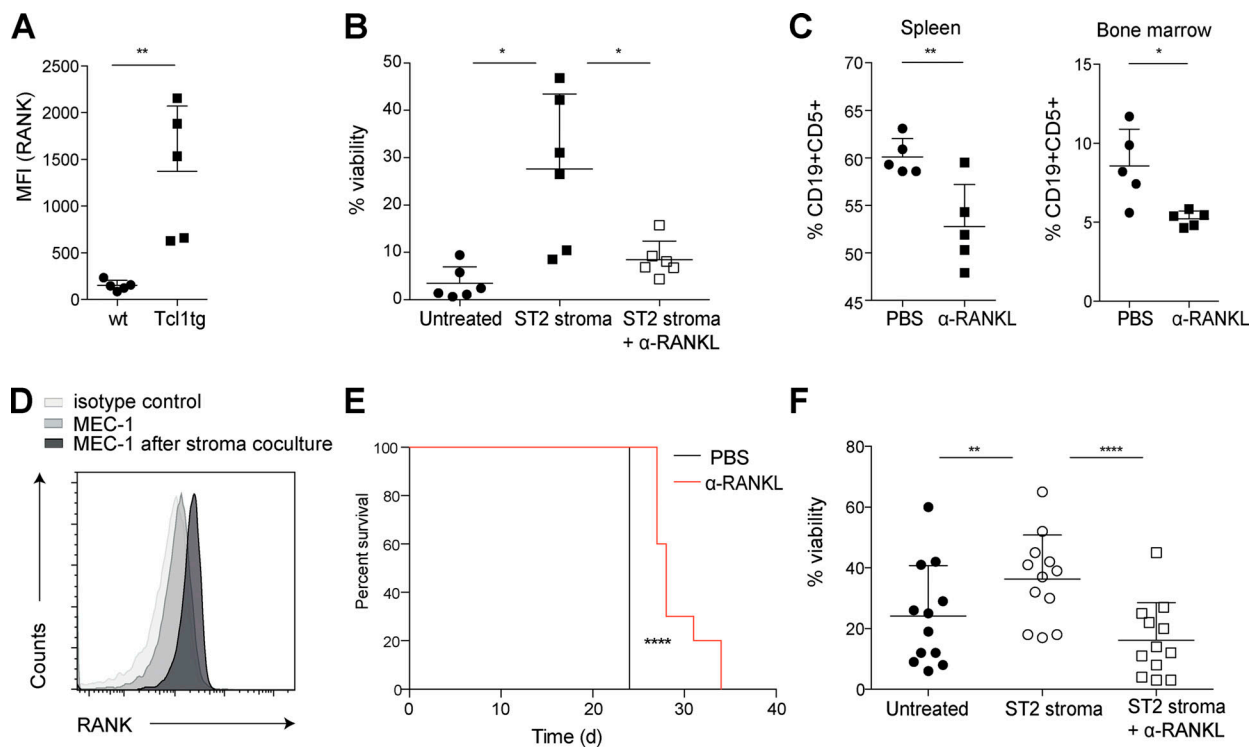 A
**
MFI (RANK)
2500
2000
1500
1000
500
0
wt
Tcl1tg
B
*
*
% viability
50
40
30
20
10
0
Untreated
ST2 stroma
ST2 stroma
+ α-RANKL
C
Spleen
**
% CD19+CD5+
70
65
60
55
50
45
PBS
α-RANKL
Bone marrow
*
% CD19+CD5+
15
10
5
0
PBS
α-RANKL
D
isotype control
MEC-1
MEC-1 after stroma coculture
Counts
RANK
E
Percent survival
100
80
60
40
20
0
0
10
20
30
40
Time (d)
PBS
α-RANKL
****
F
**
****
% viability
80
60
40
20
0
Untreated
ST2 stroma
ST2 stroma
+ α-RANKL